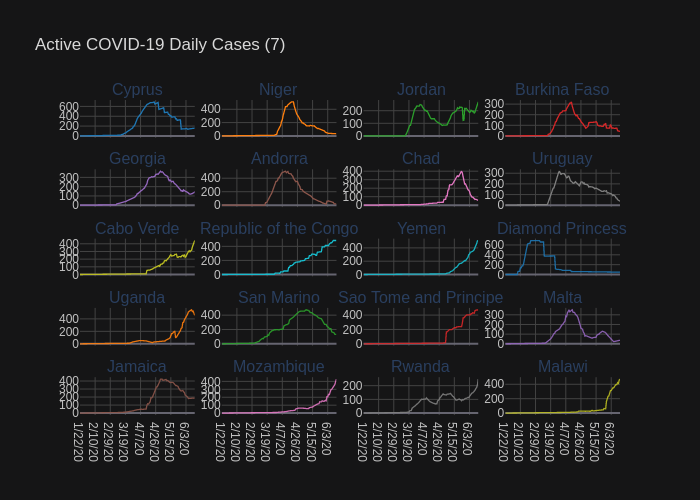 Active COVID-19 Daily Cases (7)
Cyprus Niger Jordan Burkina Faso
600 400 200 0
400 200 0
200 100 0
300 200 100 0
Georgia Andorra Chad Uruguay
300 200 100 0
400 200 0
400 300 200 100 0
300 200 100 0
Cabo Verde Republic of the Congo Yemen Diamond Princess
400 300 200 100 0
400 200 0
400 200 0
600 400 200 0
Uganda San Marino Sao Tome and Principe Malta
400 200 0
400 200 0
400 200 0
300 200 100 0
Jamaica Mozambique Rwanda Malawi
400 300 200 100 0
400 300 200 100 0
200 100 0
400 200 0
1/22/20 2/10/20 2/29/20 3/19/20 4/7/20 4/26/20 5/15/20 6/3/20
1/22/20 2/10/20 2/29/20 3/19/20 4/7/20 4/26/20 5/15/20 6/3/20
1/22/20 2/10/20 2/29/20 3/19/20 4/7/20 4/26/20 5/15/20 6/3/20
1/22/20 2/10/20 2/29/20 3/19/20 4/7/20 4/26/20 5/15/20 6/3/20